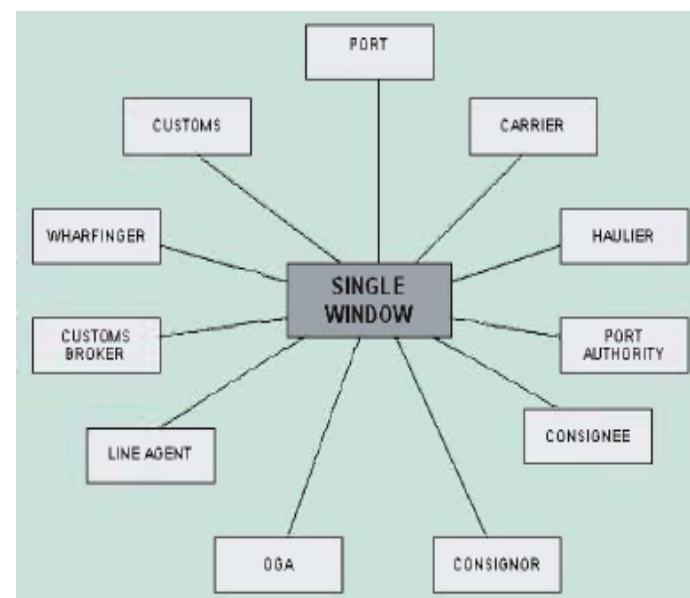 PORT
CUSTOMS
CARRIER
WHARFINGER
HAULIER
SINGLE
WINDOW
CUSTOMS
BROKER
PORT
AUTHORITY
LINE AGENT
CONSIGNEE
OGA
CONSIGNOR